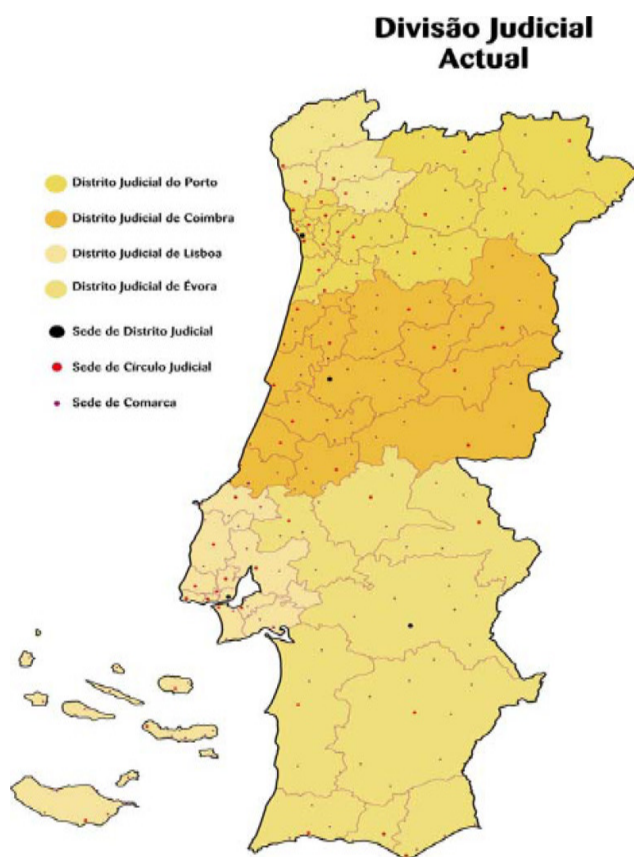 Divisão Judicial
Actual
Distrito Judicial do Porto
Distrito Judicial de Coimbra
Distrito Judicial de Lisboa
Distrito Judicial de Évora
Sede de Distrito Judicial
Sede de Círculo Judicial
Sede de Comarca